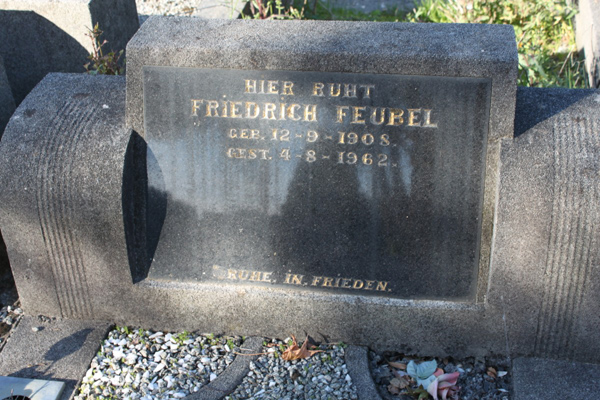 HIER RUHT
FRIEDRICH FEUREL
GEB. 12-9-1908.
GEST. 4-8-1962.
RUHE. IN. FRIEDEN.